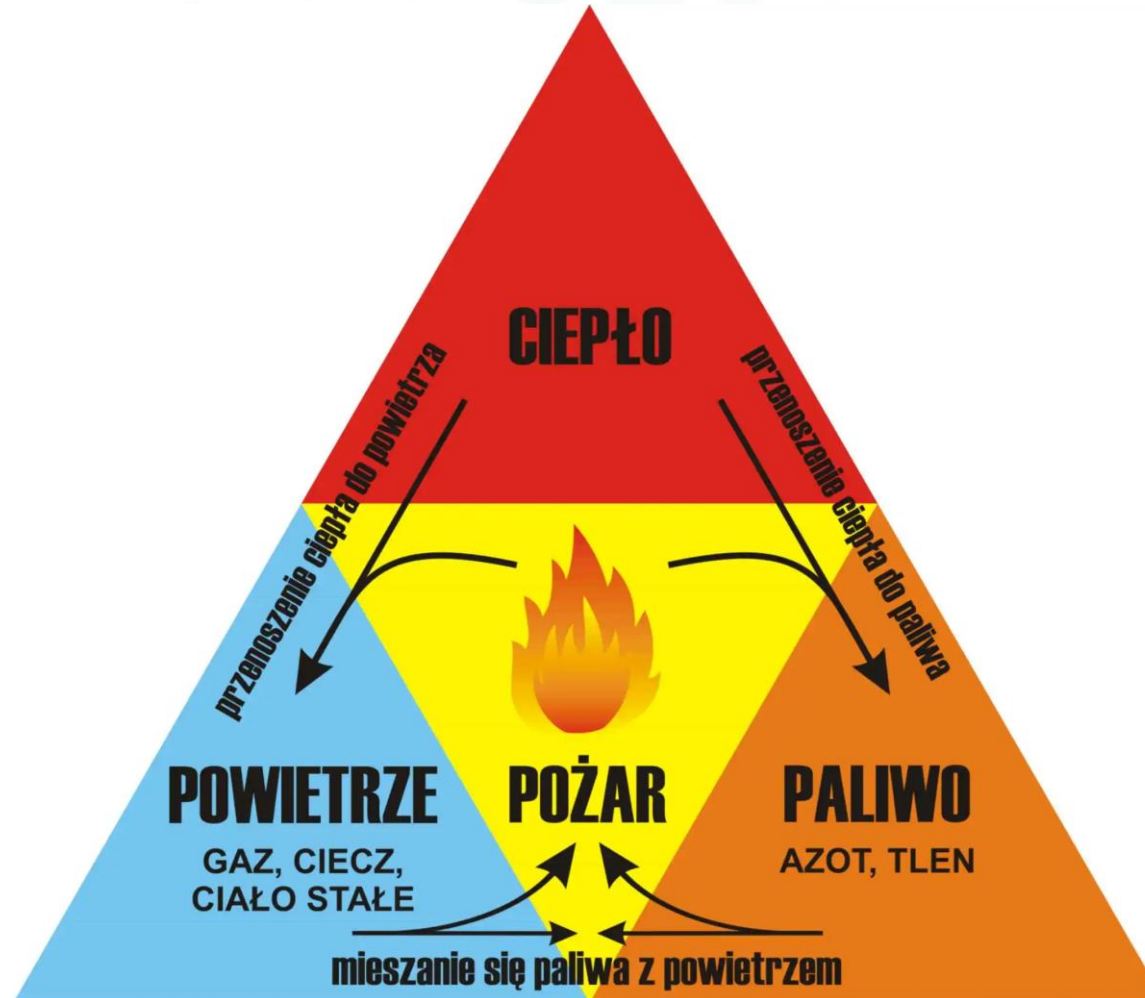 CIEPŁO
przenoszenie ciepła do powietrza
przenoszenie ciepła do paliwa
POWIETRZE
GAZ, CIECZ,
CIAŁO STAŁE
POŻAR
PALIWO
AZOT, TLEN
mieszanie się paliwa z powietrzem